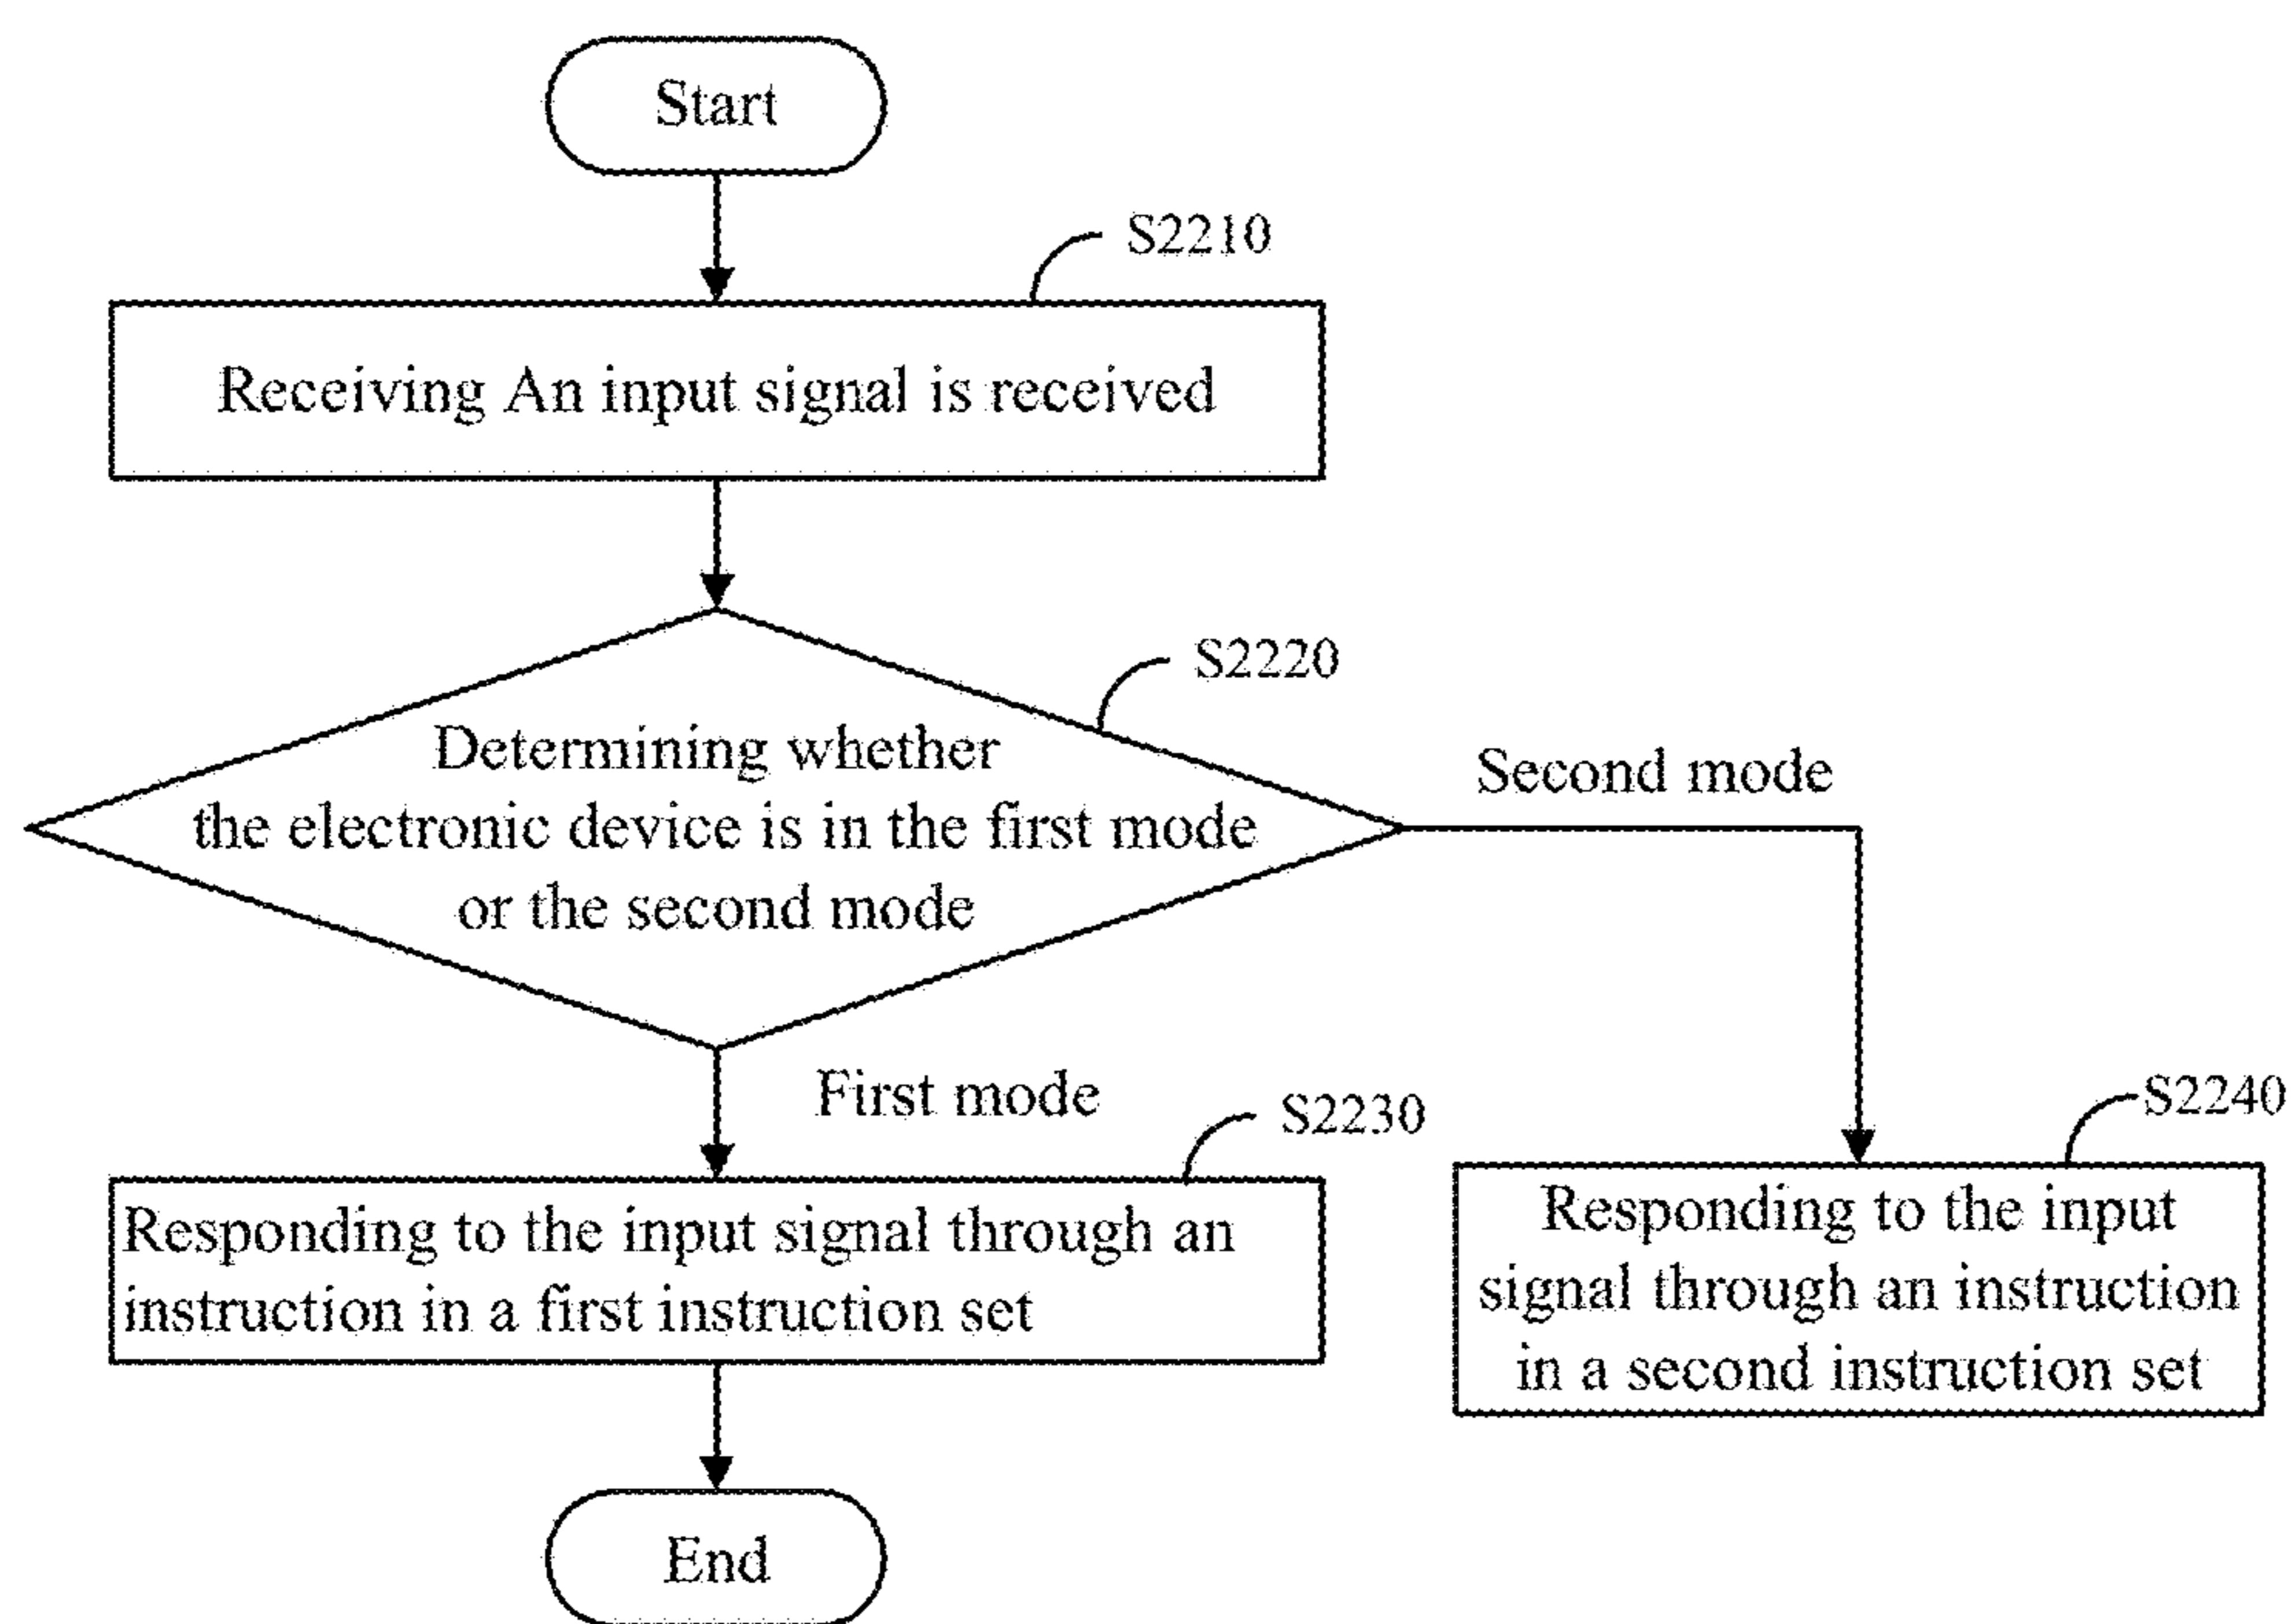 Start
S2210
Receiving An input signal is received
S2220
Determining whether
the electronic device is in the first mode
or the second mode
Second mode
First mode
S2230
S2240
Responding to the input signal through an
instruction in a first instruction set
Responding to the input
signal through an instruction
in a second instruction set
End